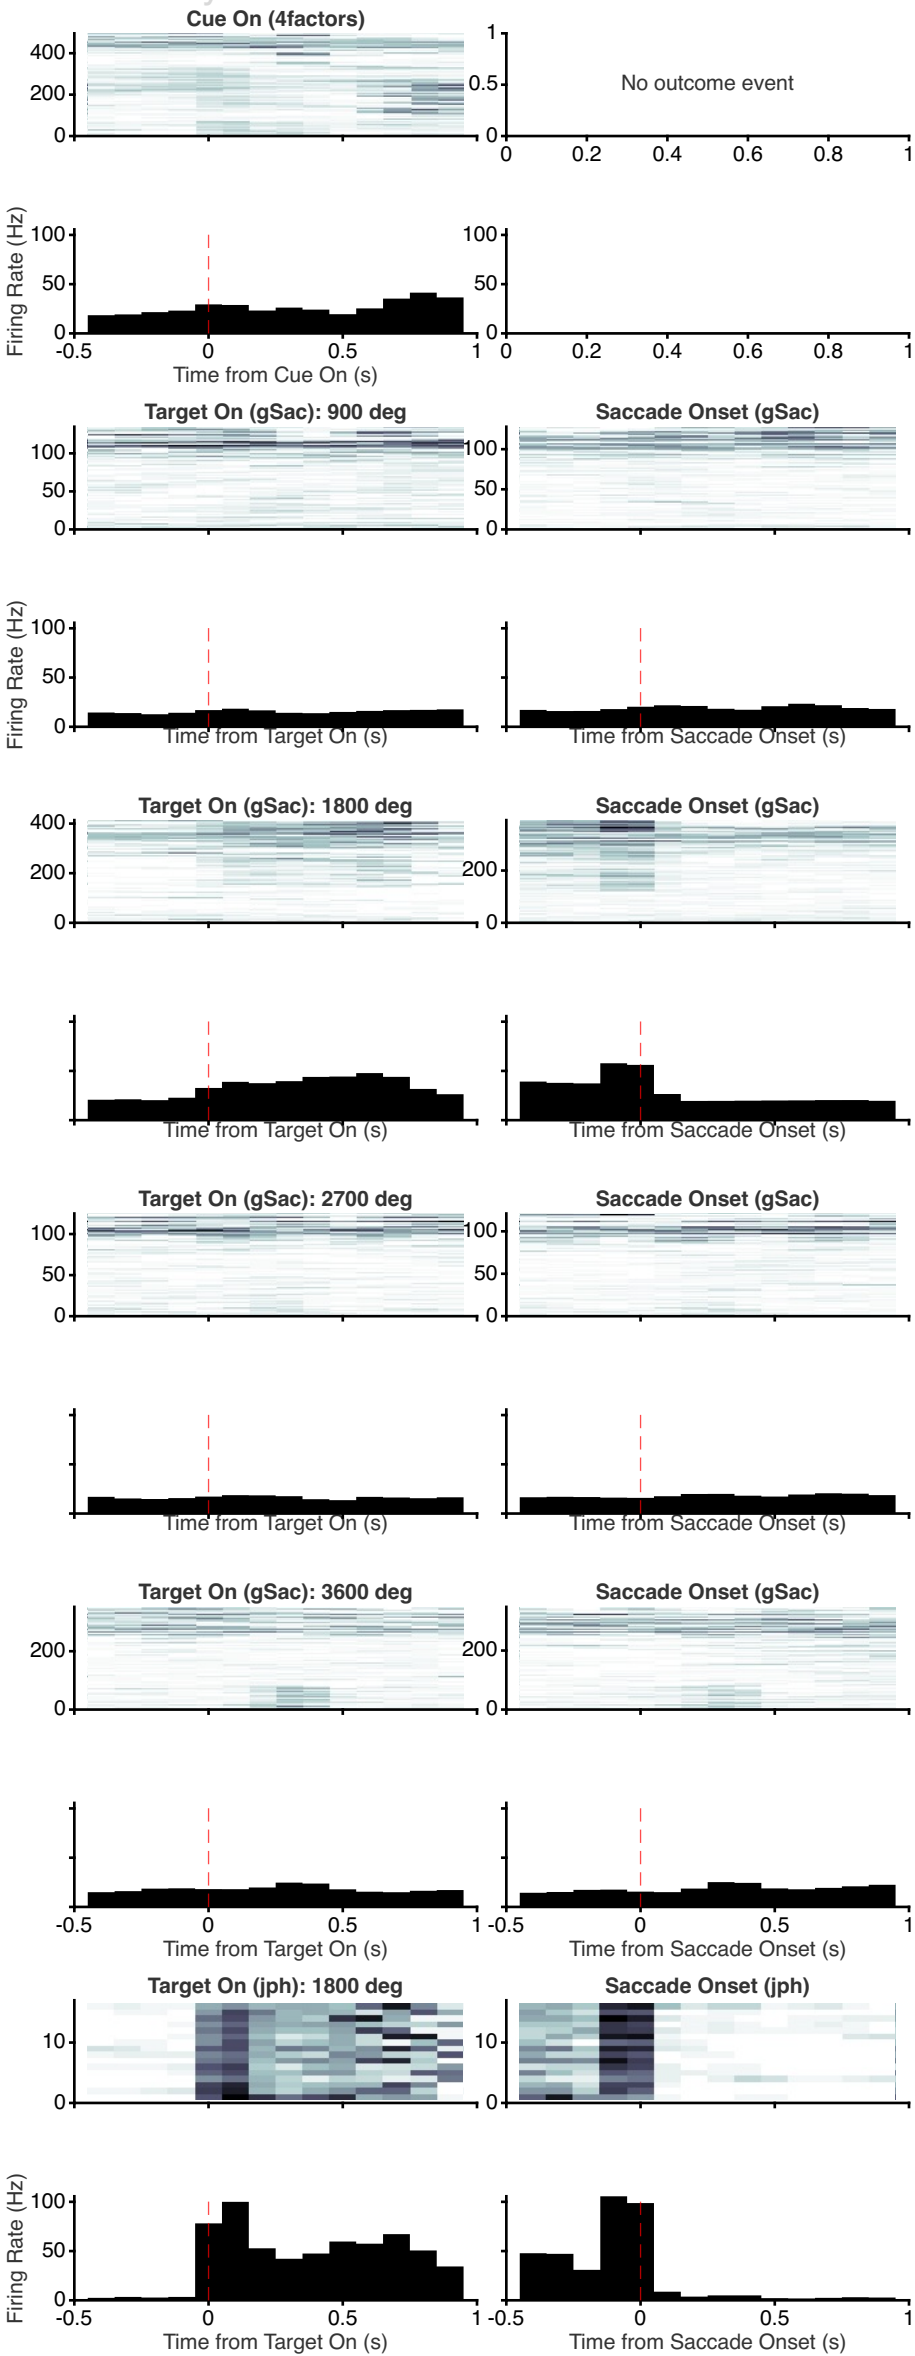 Cue On (4factors)
400
200
0
1
0.5
0
No outcome event
0 0.2 0.4 0.6 0.8 1
Firing Rate (Hz)
100
50
0
-0.5 0 0.5 1
Time from Cue On (s)
100
50
0
0 0.2 0.4 0.6 0.8 1
Target On (gSac): 900 deg
100
50
0
Saccade Onset (gSac)
100
50
0
Firing Rate (Hz)
100
50
0
Time from Target On (s)
Time from Saccade Onset (s)
Target On (gSac): 1800 deg
400
200
0
Saccade Onset (gSac)
200
0
Time from Target On (s)
Time from Saccade Onset (s)
Target On (gSac): 2700 deg
100
50
0
Saccade Onset (gSac)
100
50
0
Time from Target On (s)
Time from Saccade Onset (s)
Target On (gSac): 3600 deg
200
0
Saccade Onset (gSac)
200
0
-0.5 0 0.5 1
Time from Target On (s)
-0.5 0 0.5 1
Time from Saccade Onset (s)
Target On (jph): 1800 deg
10
0
Saccade Onset (jph)
10
0
Firing Rate (Hz)
100
50
0
-0.5 0 0.5 1
Time from Target On (s)
-0.5 0 0.5 1
Time from Saccade Onset (s)